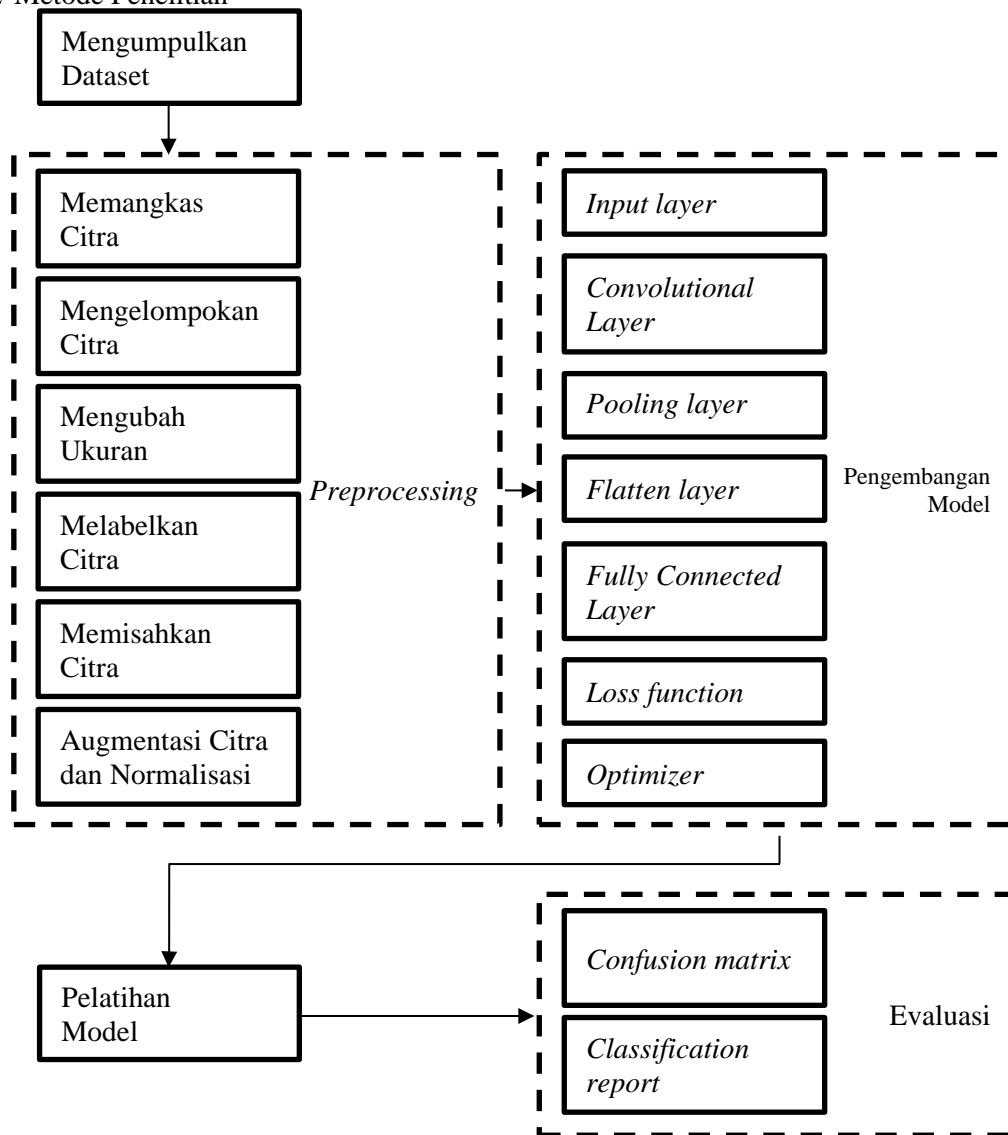 Metode Penelitian
Mengumpulkan
Dataset
Memangkas
Citra
Mengelompokan
Citra
Mengubah
Ukuran
Melabelkan
Citra
Memisahkan
Citra
Augmentasi Citra
dan Normalisasi
Preprocessing
Input layer
Convolutional
Layer
Pooling layer
Flatten layer
Fully Connected
Layer
Loss function
Optimizer
Pengembangan
Model
Pelatihan
Model
Confusion matrix
Classification
report
Evaluasi